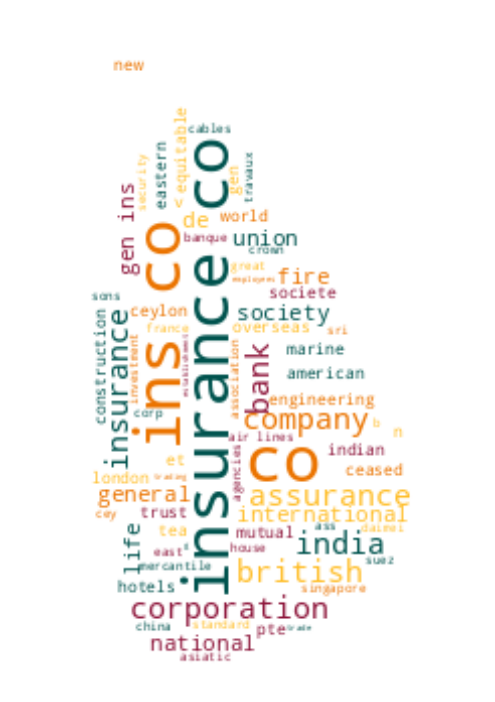 new
cables
equitable
<
eastern
security
gen ins
insurance co
gen
travaux
de
world
banque
union
crown
ins co
great
employees
fire
societe
sons
ceylon
society
france
overseas
sri
construction
insurance
investment
establishment
association
bank
marine
american
engineering
corp
company
b
n
air lines
co
indian
ceased
et
london
trading
agencies
general
assurance
cey
trust
international
life
tea
ass
daimei
mutual
india
east
house
mercantile
british
suez
hotels
singapore
corporation
china
standard
pte
trade
national
asiatic